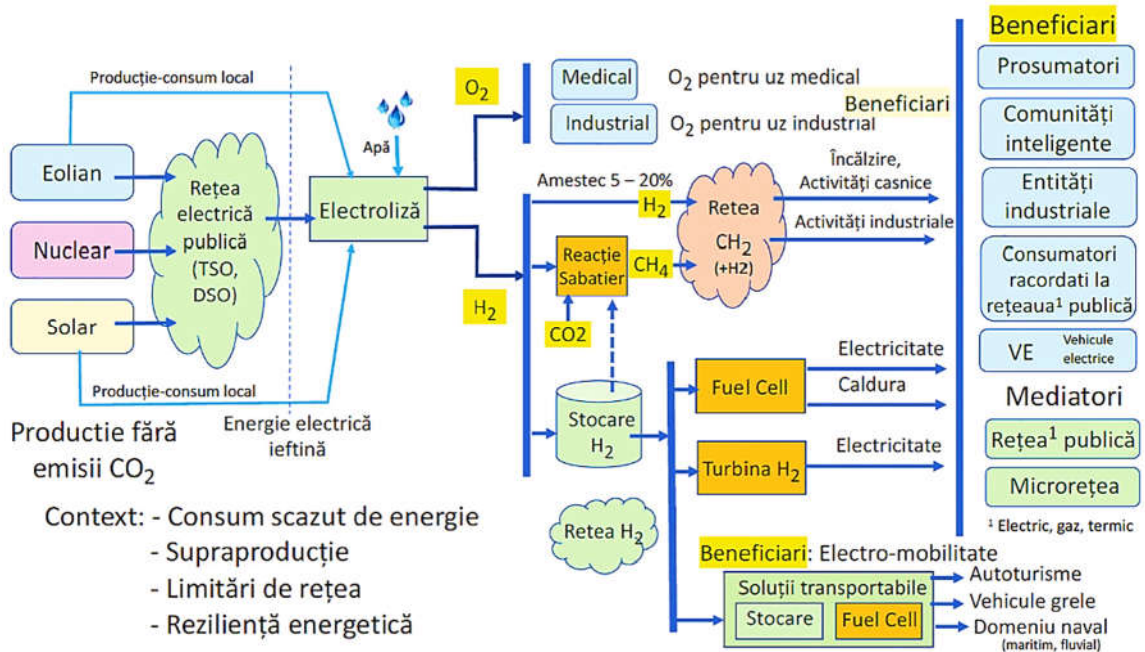 Producție-consum local
Eolian
Nuclear
Solar
Rețea
electrică
publică
(TSO,
DSO)
Producție-consum local
Energie electrică
ieftină
Productie fără
emisii CO₂
Context: - Consum scazut de energie
- Supraproducție
- Limitări de rețea
- Reziliență energetică
Apă
Electroliză
O₂
H₂
Medical
O₂ pentru uz medical
Industrial
O₂ pentru uz industrial
Beneficiari
Amestec 5 – 20%
H₂
Reacție
Sabatier
CH₄
CO2
Retea
CH₂
(+H2)
Încălzire,
Activități casnice
Activități industriale
Stocare
H₂
Retea H₂
Fuel Cell
Electricitate
Caldura
Turbina H₂
Electricitate
Beneficiari: Electro-mobilitate
Soluții transportabile
Stocare
Fuel Cell
Autoturisme
Vehicule grele
Domeniu naval
(maritim, fluvial)
Beneficiari
Prosumatori
Comunități
inteligente
Entități
industriale
Consumatori
racordati la
rețeaua¹ publică
VE Vehicule
electrice
Mediatori
Rețea¹ publică
Microrețea
¹ Electric, gaz, termic